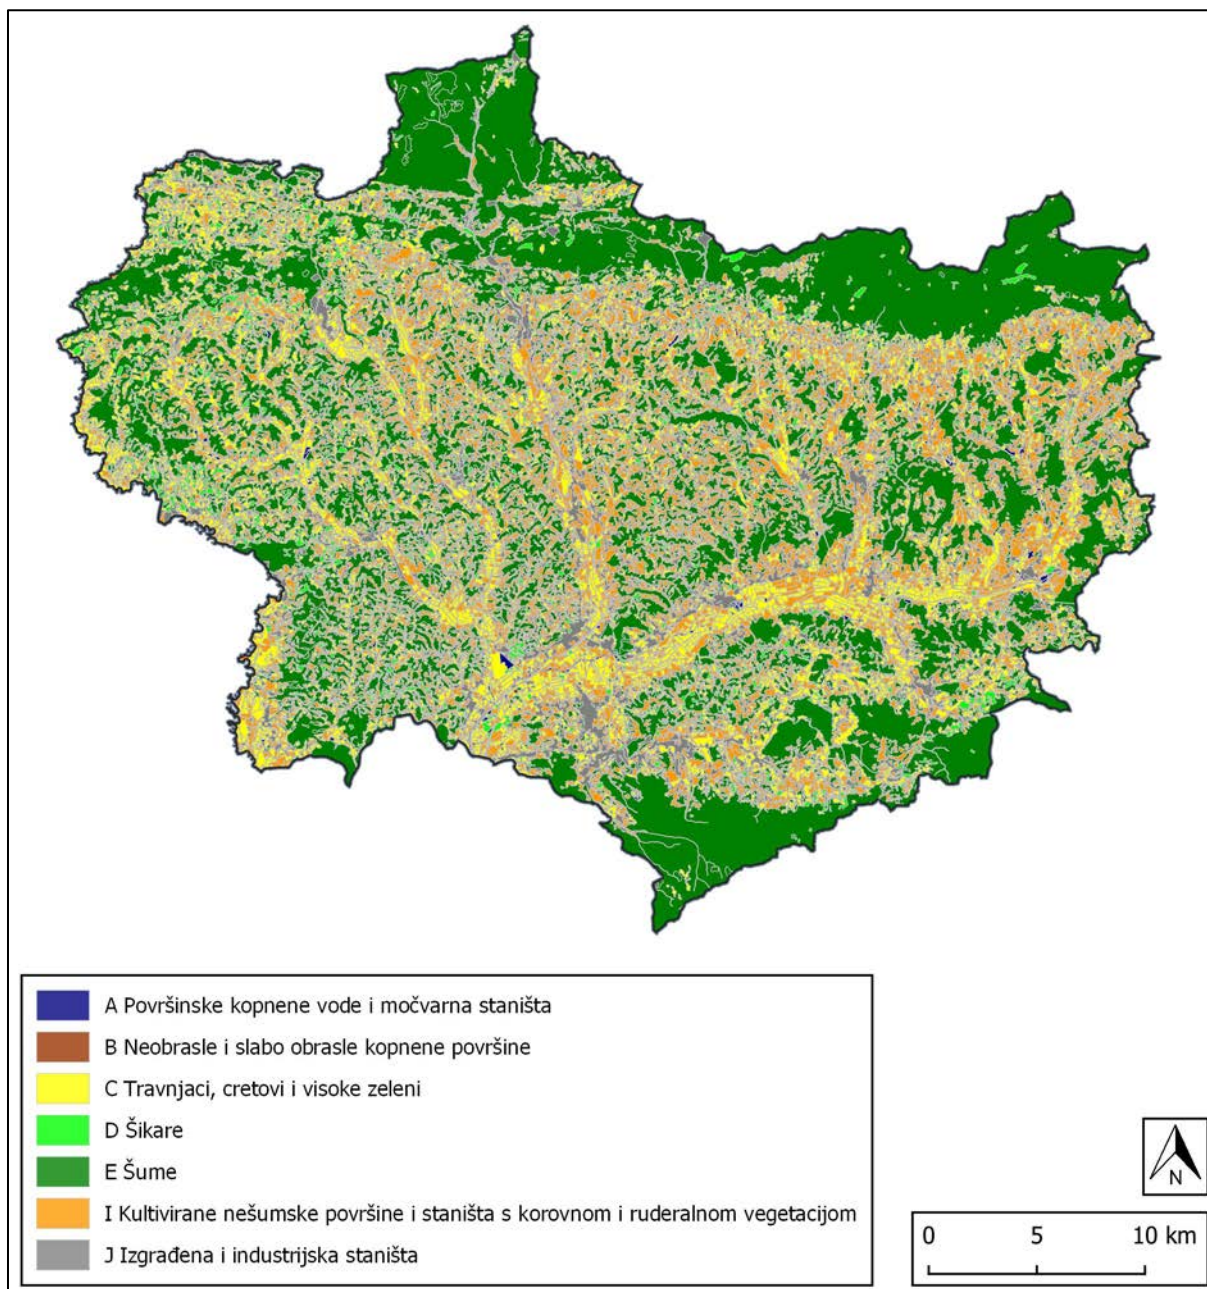 A Površinske kopnene vode i močvarna staništa
B Neobrasle i slabo obrasle kopnene površine
C Travnjaci, cretovi i visoke zeleni
D Šikare
E Šume
I Kultivirane nešumske površine i staništa s korovnom i ruderalnom vegetacijom
J Izgrađena i industrijska staništa
N
0 5 10 km